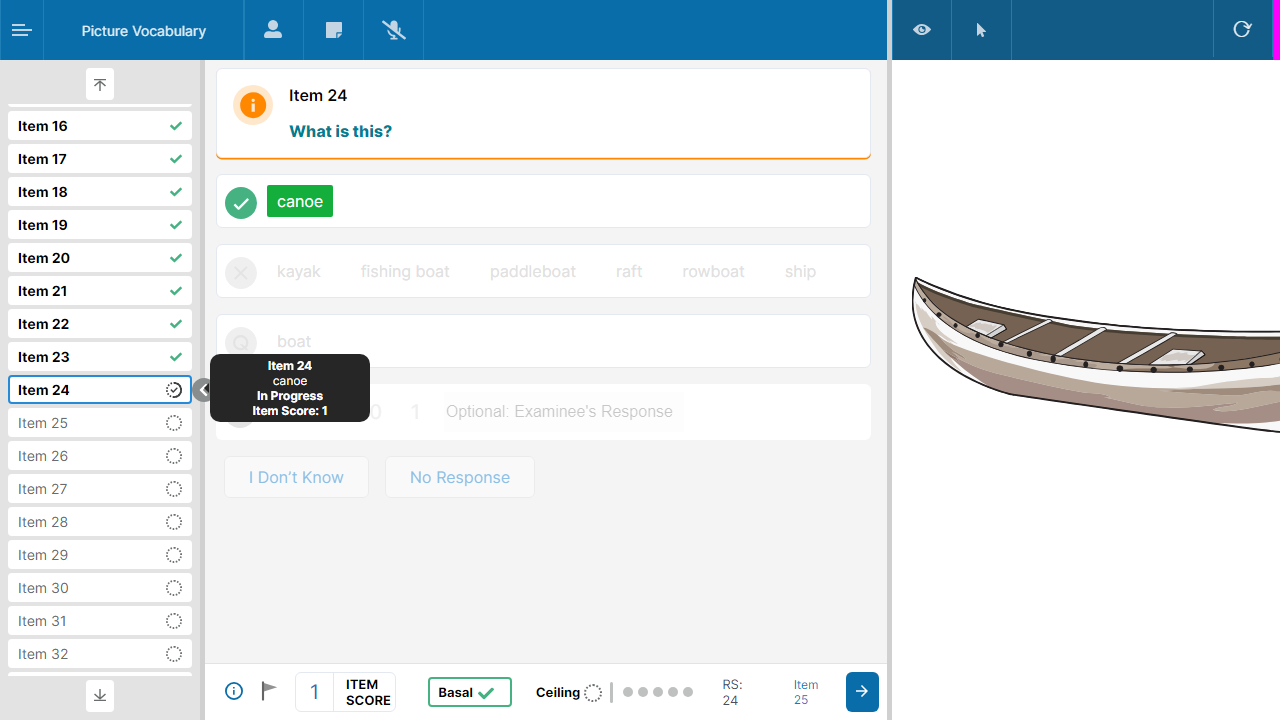 Picture Vocabulary
Item 16
Item 17
Item 18
Item 19
Item 20
Item 21
Item 22
Item 23
Item 24
Item 25
Item 26
Item 27
Item 28
Item 29
Item 30
Item 31
Item 32
Item 24
What is this?
canoe
kayak fishing boat paddleboat raft rowboat ship
Q boat
Item 24
canoe
In Progress
Item Score: 1
0 1 Optional: Examinee's Response
I Don't Know No Response
1 ITEM SCORE
Basal
Ceiling
RS: 24
Item 25